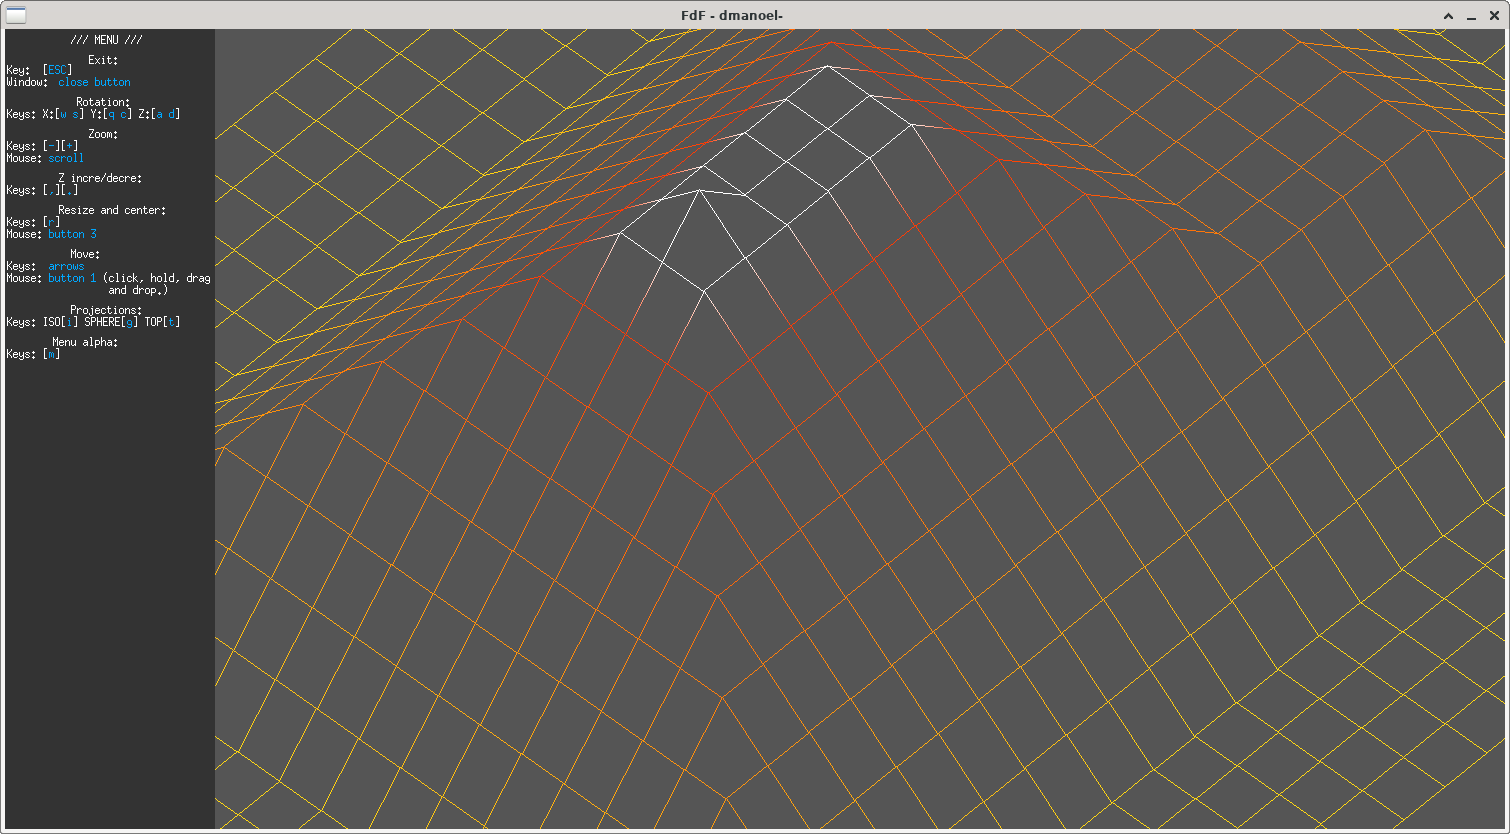 FdF - dmanoel-
/// MENU ///
Exit:
Key: [ESC]
Window: close button
Rotation:
Keys: X:[w s] Y:[q c] Z:[a d]
Zoom:
Keys: [-][+]
Mouse: scroll
Z incre/decre:
Keys: [,][.]
Resize and center:
Keys: [r]
Mouse: button 3
Move:
Keys: arrows
Mouse: button 1 (click, hold, drag
and drop.)
Projections:
Keys: ISO[i] SPHERE[g] TOP[t]
Menu alpha:
Keys: [m]